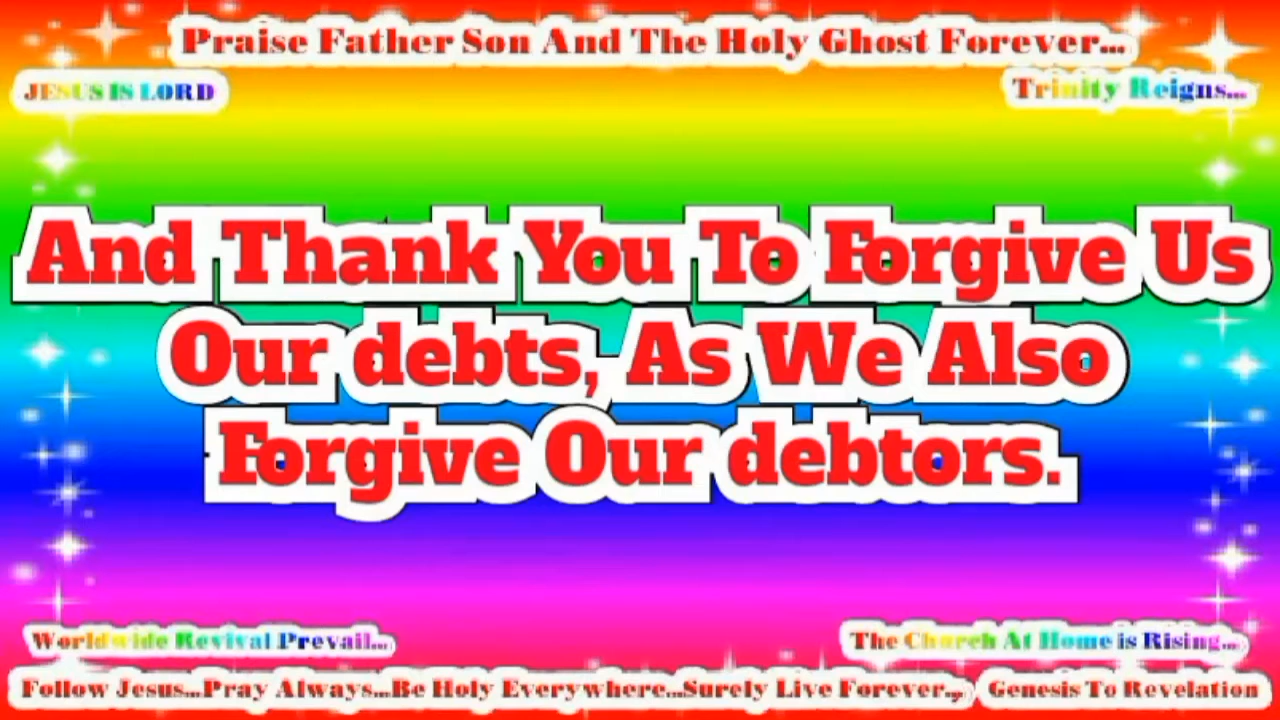 Praise Father Son And The Holy Ghost Forever...
JESUS IS LORD
Trinity Reigns...
And Thank You To Forgive Us
Our debts, As We Also
Forgive Our debtors.
Worldwide Revival Prevail...
The Church At Home is Rising...
Follow Jesus...Pray Always...Be Holy Everywhere...Surely Live Forever...
Genesis To Revelation